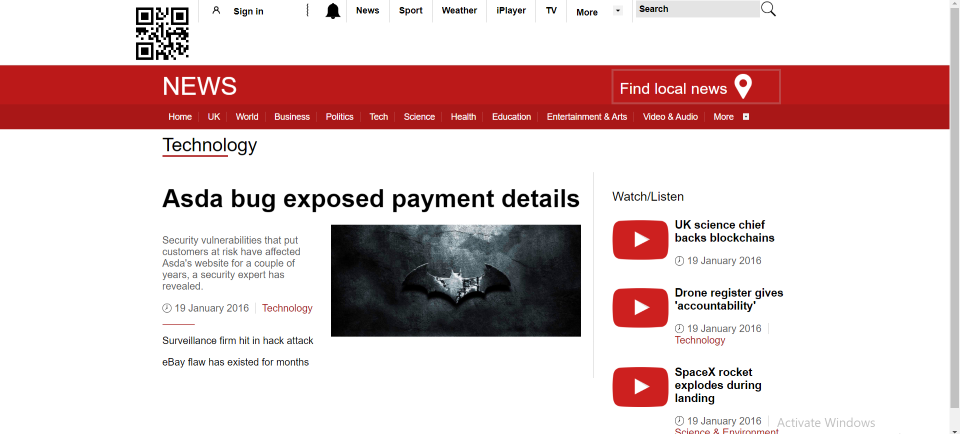 Sign in
News
Sport
Weather
iPlayer
TV
More
Search
NEWS
Find local news
Home
UK
World
Business
Politics
Tech
Science
Health
Education
Entertainment & Arts
Video & Audio
More
Technology
Asda bug exposed payment details
Security vulnerabilities that put
customers at risk have affected
Asda's website for a couple of
years, a security expert has
revealed.
19 January 2016
Technology
Surveillance firm hit in hack attack
eBay flaw has existed for months
Watch/Listen
UK science chief
backs blockchains
19 January 2016
Drone register gives
'accountability'
19 January 2016
Technology
SpaceX rocket
explodes during
landing
19 January 2016
Science & Environment
Activate Windows